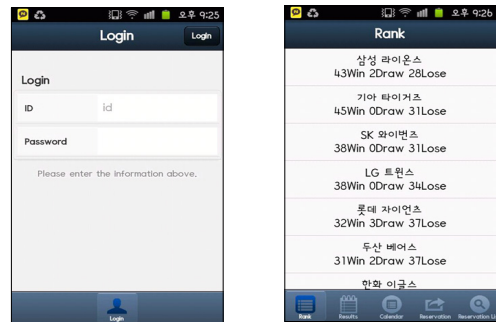 오후 9:25
Login
Login
Login
ID
id
Password
Please enter the information above.
Login
오후 9:26
Rank
삼성 라이온스
43Win 2Draw 28Lose
기아 타이거즈
45Win 0Draw 31Lose
SK 와이번즈
38Win 0Draw 31Lose
LG 트윈스
38Win 0Draw 34Lose
롯데 자이언츠
32Win 3Draw 37Lose
두산 베어스
31Win 2Draw 37Lose
한화 이글스
Rank
Results
Calendar
Reservation
Reservation